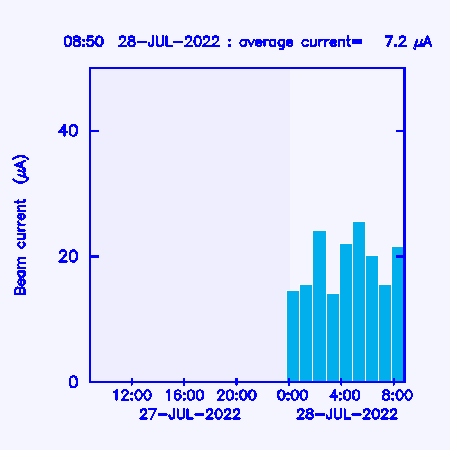 08:50 28-JUL-2022 : average current= 7.2 µA
Beam current (µA)
40
20
0
12:00 16:00 20:00 0:00 4:00 8:00
27-JUL-2022 28-JUL-2022